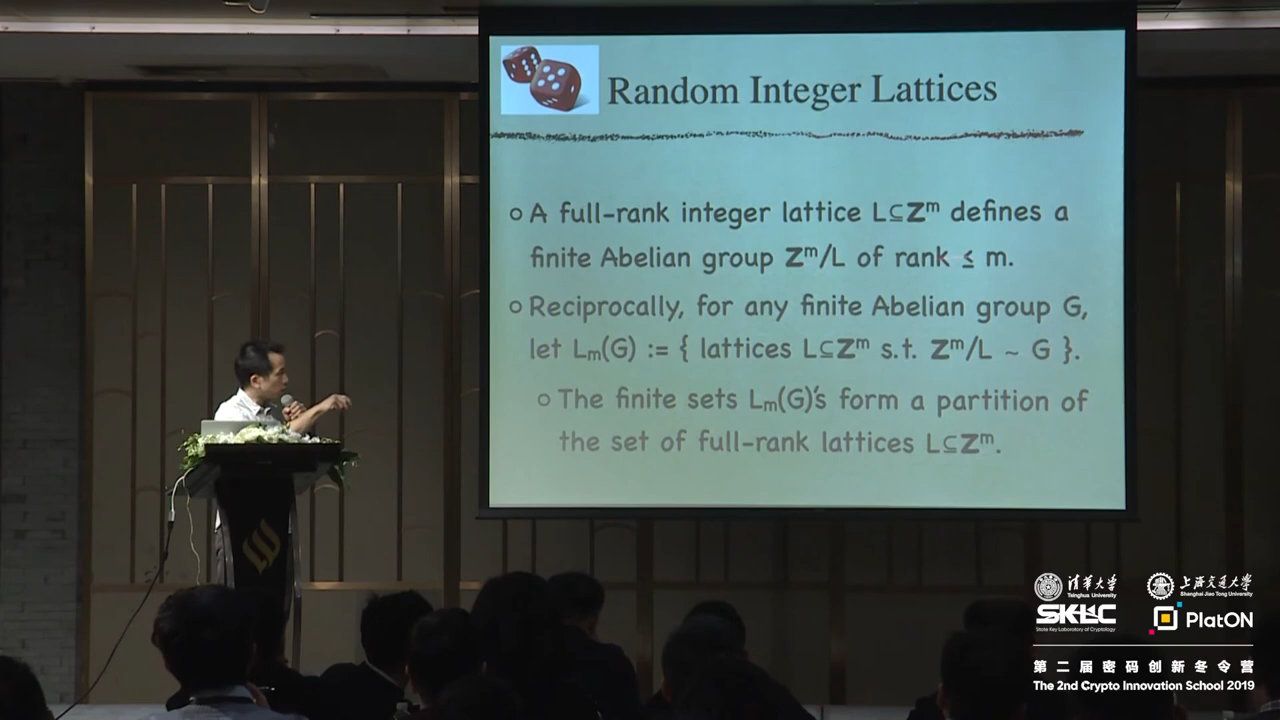 Random Integer Lattices
A full-rank integer lattice L⊆Zᵐ defines a
finite Abelian group Zᵐ/L of rank ≤ m.
Reciprocally, for any finite Abelian group G,
let Lₘ(G) := { lattices L⊆Zᵐ s.t. Zᵐ/L ~ G }.
The finite sets Lₘ(G)'s form a partition of
the set of full-rank lattices L⊆Zᵐ.
清华大学
Tsinghua University
上海交通大学
Shanghai Jiao Tong University
SKLC
State Key Laboratory of Cryptology
PlatON
第二届密码创新冬令营
The 2nd Crypto Innovation School 2019